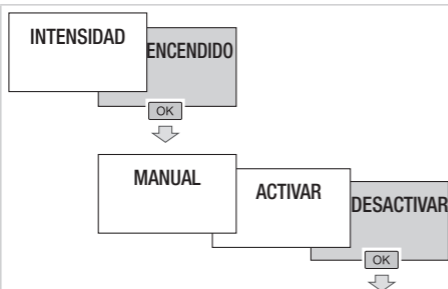 INTENSIDAD
ENCENDIDO
OK
MANUAL
ACTIVAR
DESACTIVAR
OK